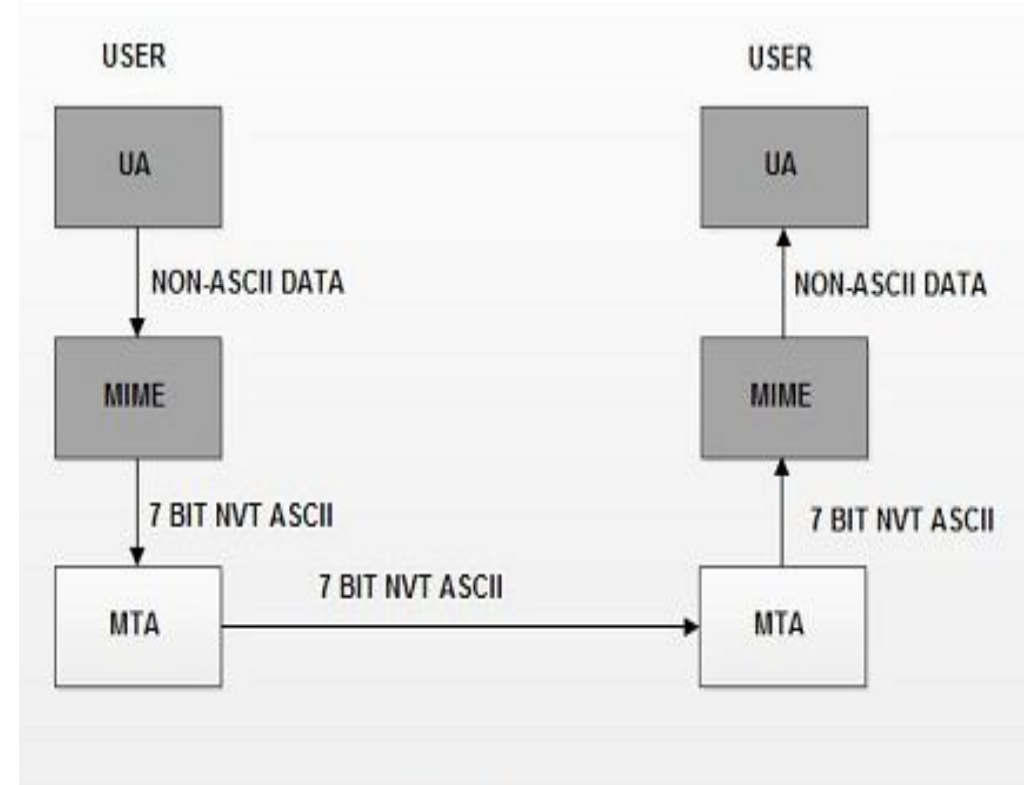 USER
USER
UA
UA
NON-ASCII DATA
NON-ASCII DATA
MIME
MIME
7 BIT NVT ASCII
7 BIT NVT ASCII
7 BIT NVT ASCII
MTA
MTA